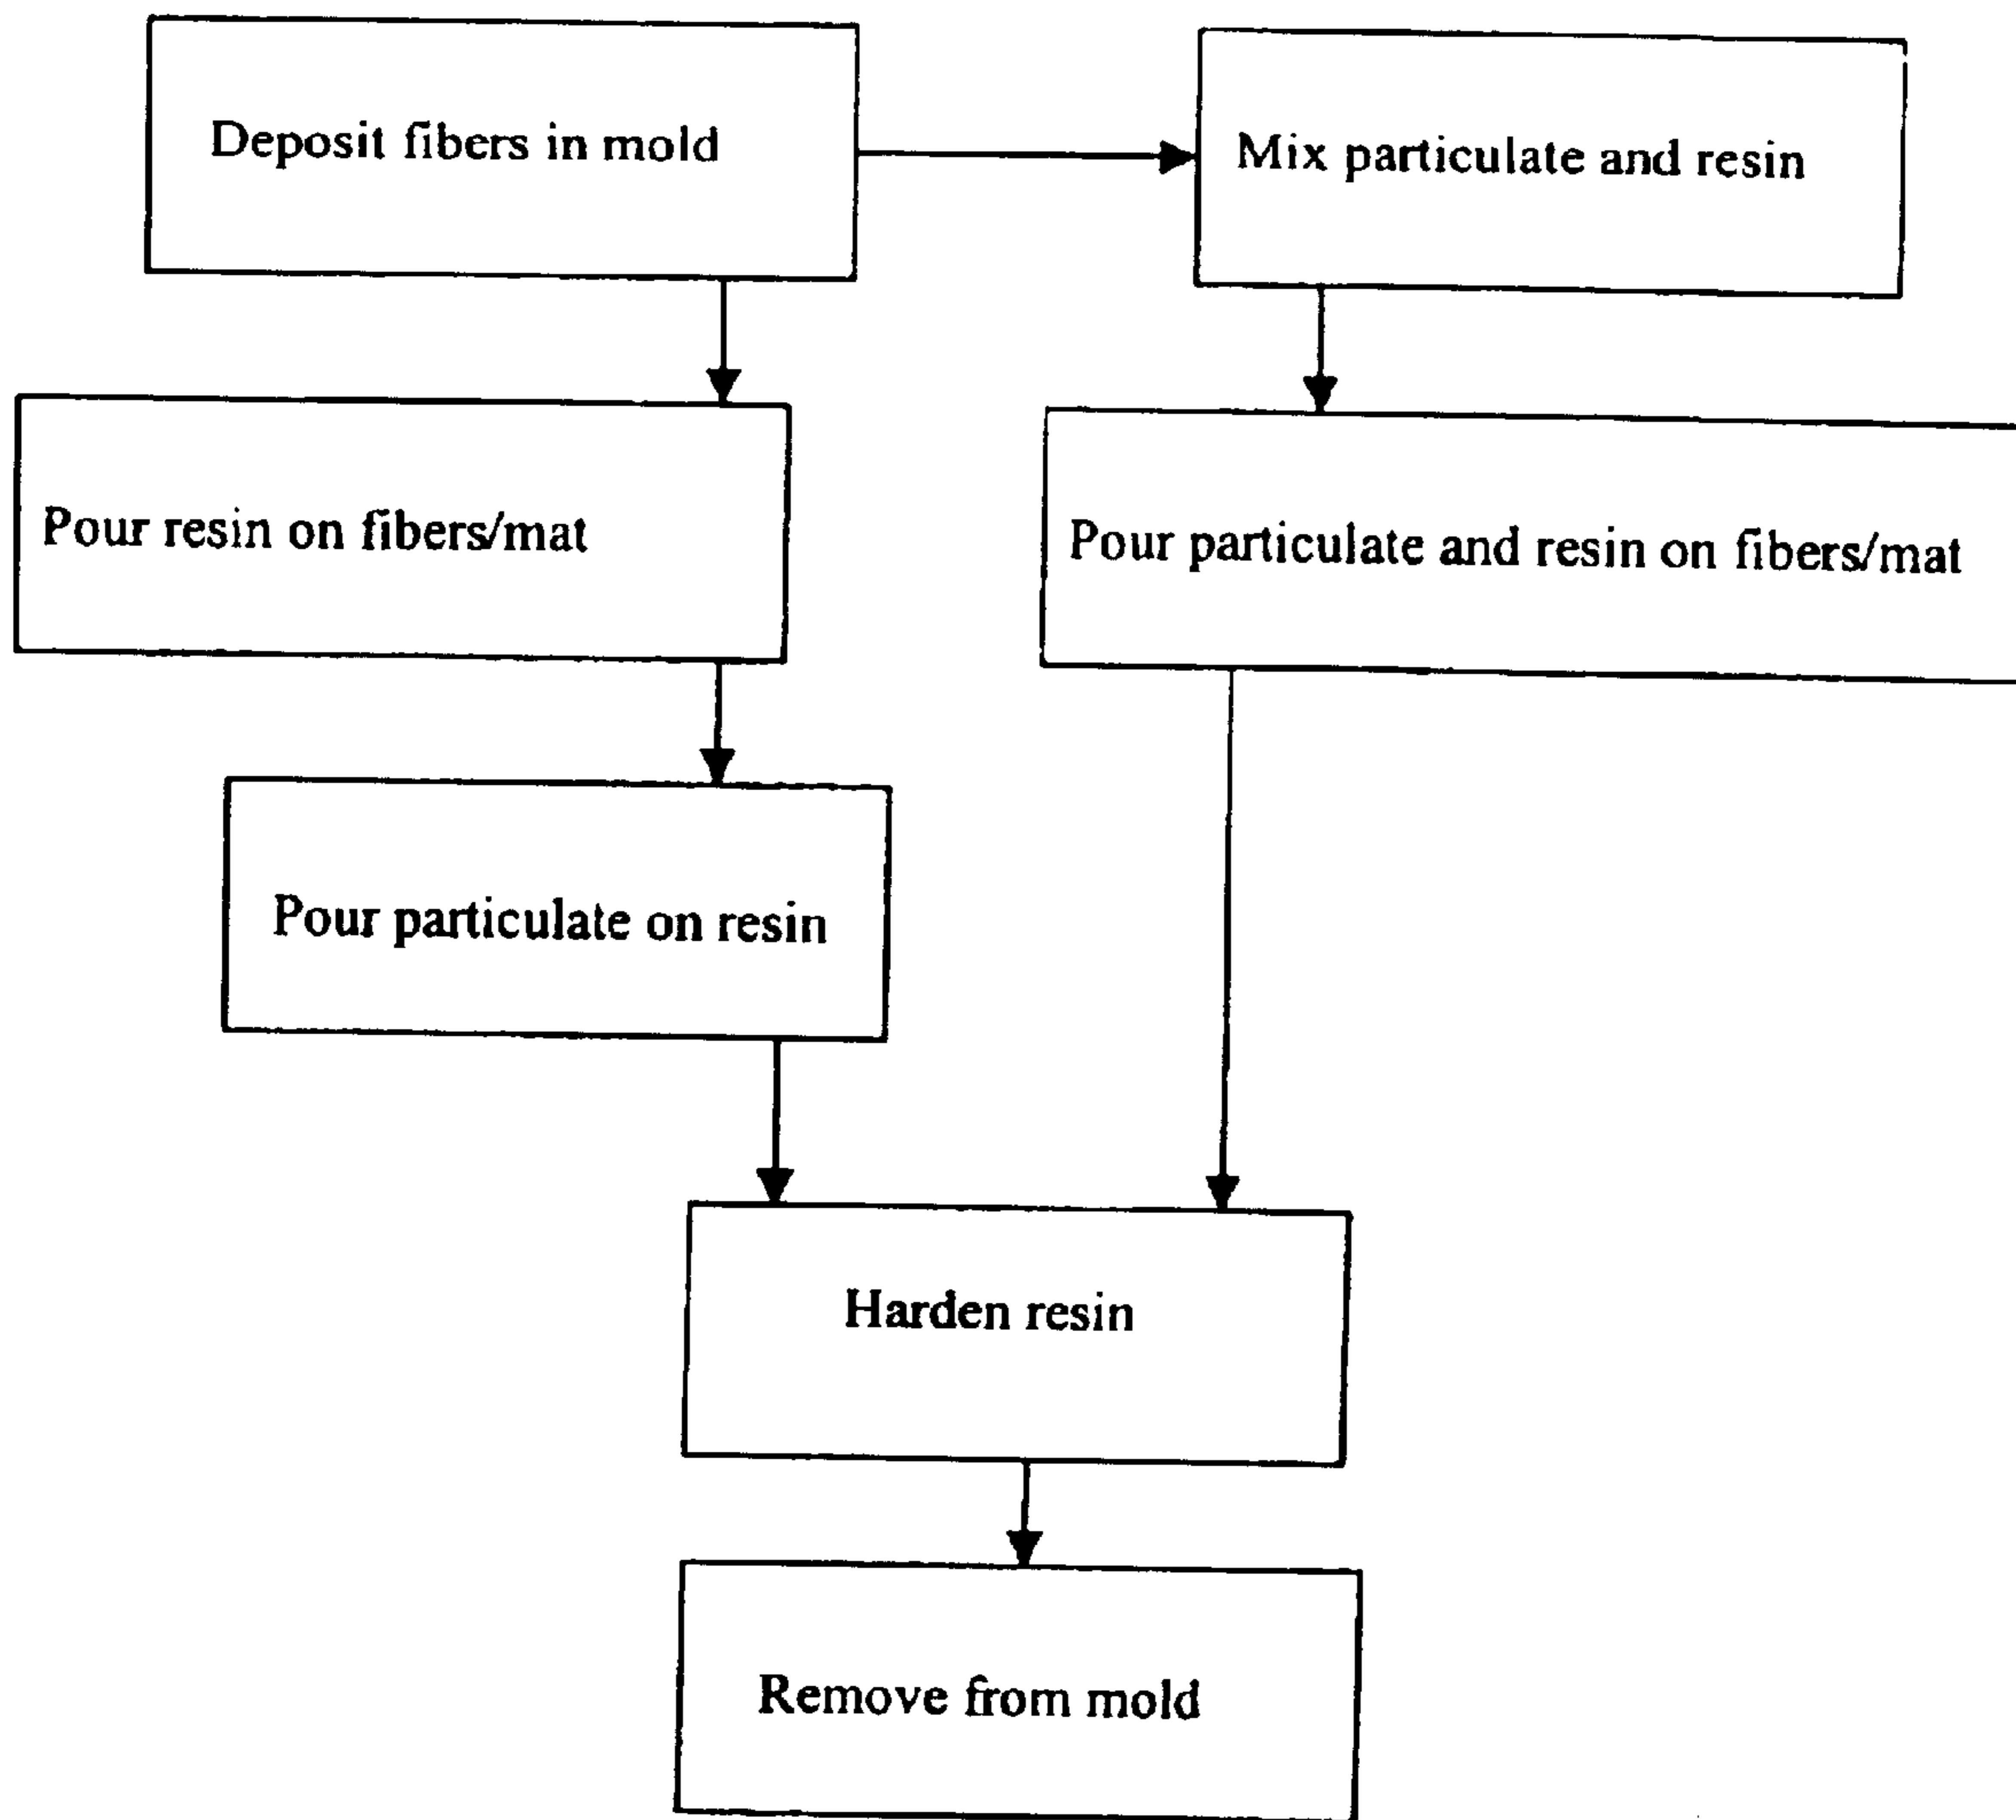 Deposit fibers in mold
Mix particulate and resin
Pour resin on fibers/mat
Pour particulate and resin on fibers/mat
Pour particulate on resin
Harden resin
Remove from mold